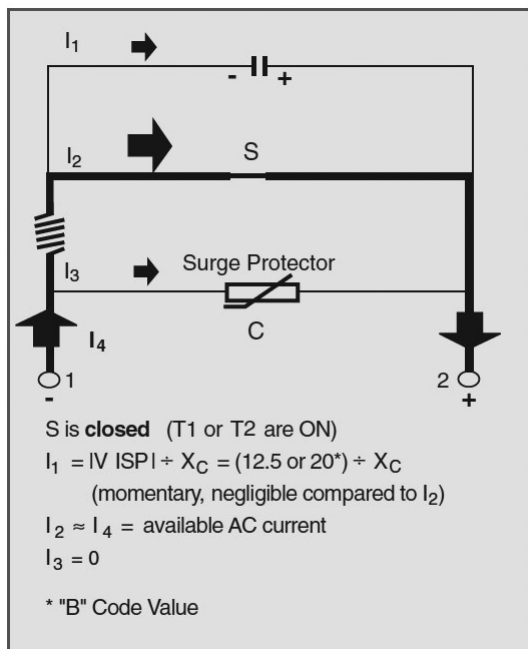 I1
- +
I2 S
I3 Surge Protector
C
I4
1 2
- +
S is closed (T1 or T2 are ON)
I1 = |V ISP| ÷ XC = (12.5 or 20*) ÷ XC
(momentary, negligible compared to I2)
I2 ≈ I4 = available AC current
I3 = 0
* "B" Code Value